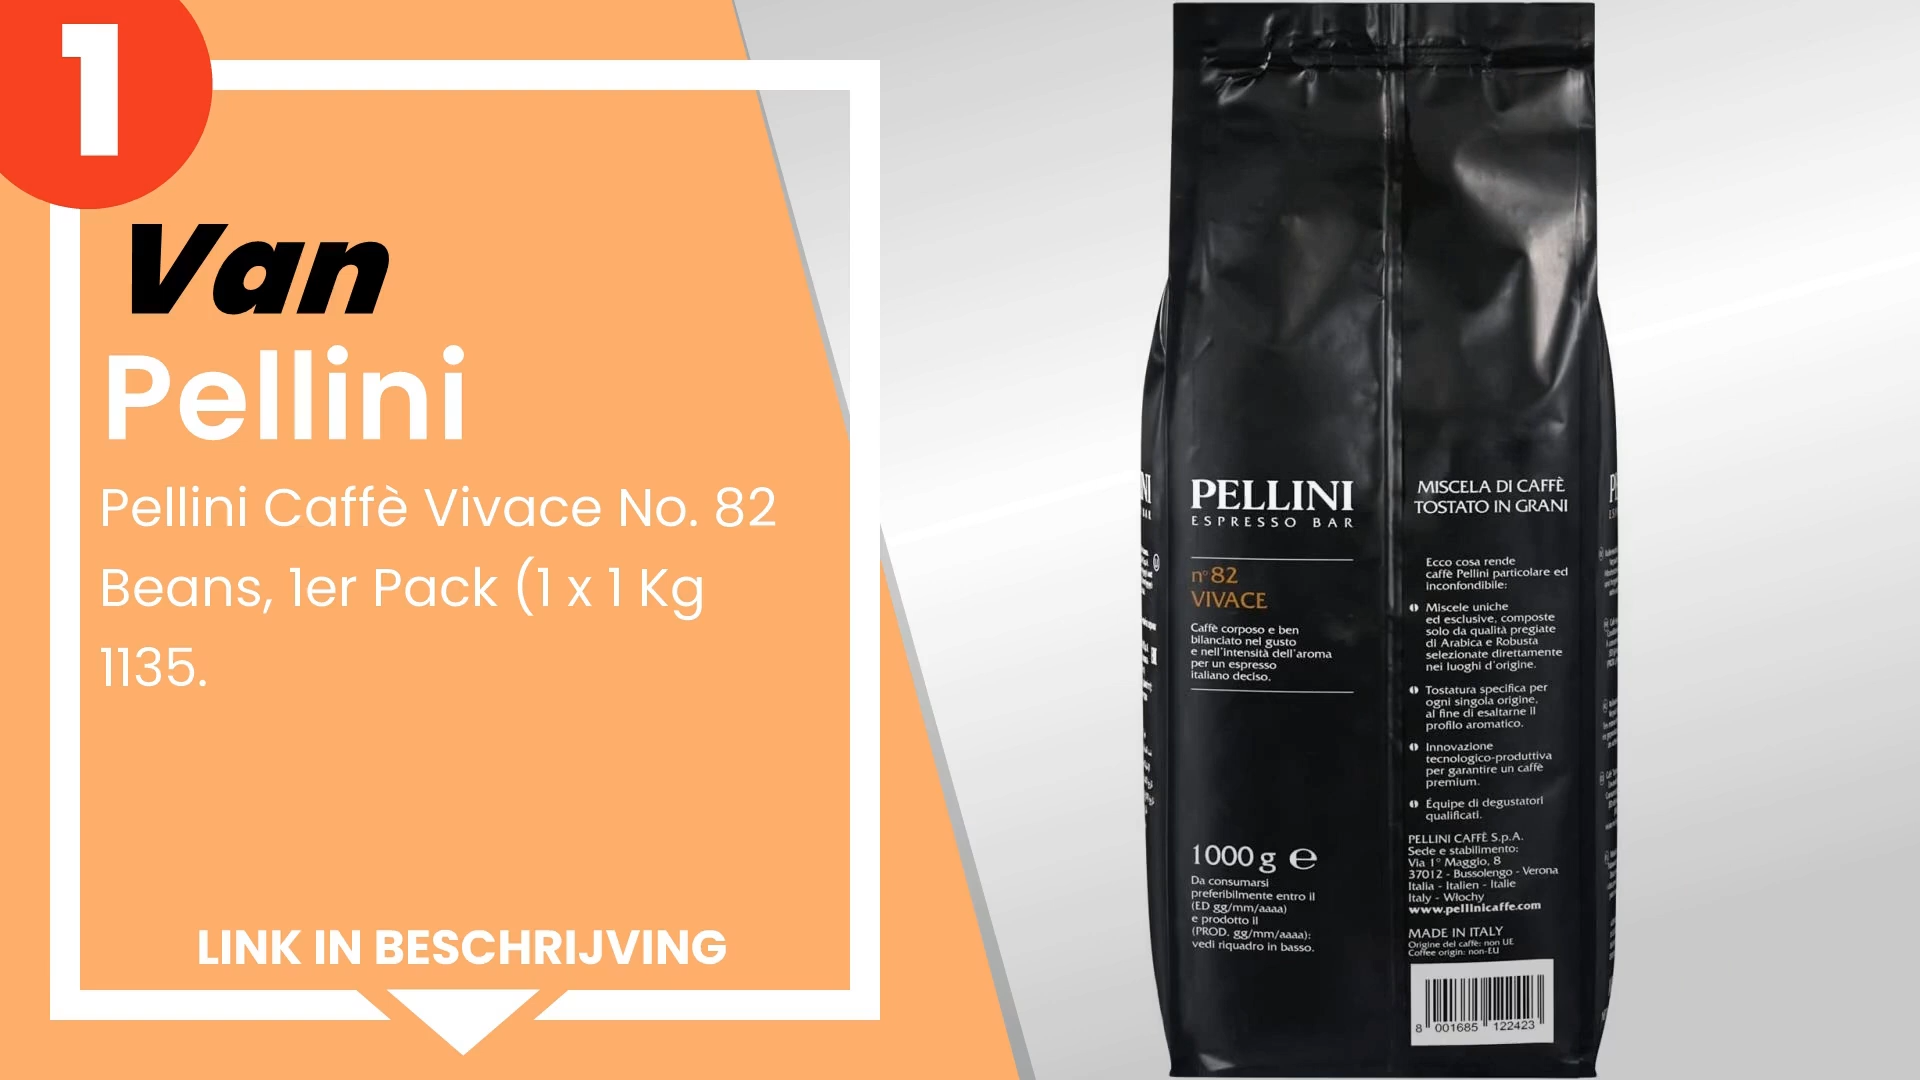 1
Van
Pellini
Pellini Caffè Vivace No. 82
Beans, 1er Pack (1 x 1 Kg
1135.
LINK IN BESCHRIJVING
PELLINI
ESPRESSO BAR
n° 82
VIVACE
Caffè corposo e ben
bilanciato nel gusto
e nell'intensità dell'aroma
per un espresso
italiano deciso.
1000 g ℮
Da consumarsi
preferibilmente entro il
(ED gg/mm/aaaa)
e prodotto il
(PROD. gg/mm/aaaa):
vedi riquadro in basso.
MISCELA DI CAFFÈ
TOSTATO IN GRANI
Ecco cosa rende
caffè Pellini particolare ed
inconfondibile:
Miscele uniche
ed esclusive, composte
solo da qualità pregiate
di Arabica e Robusta
selezionate direttamente
nei luoghi d'origine.
Tostatura specifica per
ogni singola origine,
al fine di esaltarne il
profilo aromatico.
Innovazione
tecnologico-produttiva
per garantire un caffè
premium.
Équipe di degustatori
qualificati.
PELLINI CAFFÈ S.p.A.
Sede e stabilimento:
Via 1° Maggio, 8
37012 - Bussolengo - Verona
Italia - Italien - Italie
Italy - Włochy
www.pellinicaffe.com
MADE IN ITALY
Origine del caffè: non UE
Coffee origin: non-EU
8 001685 122423